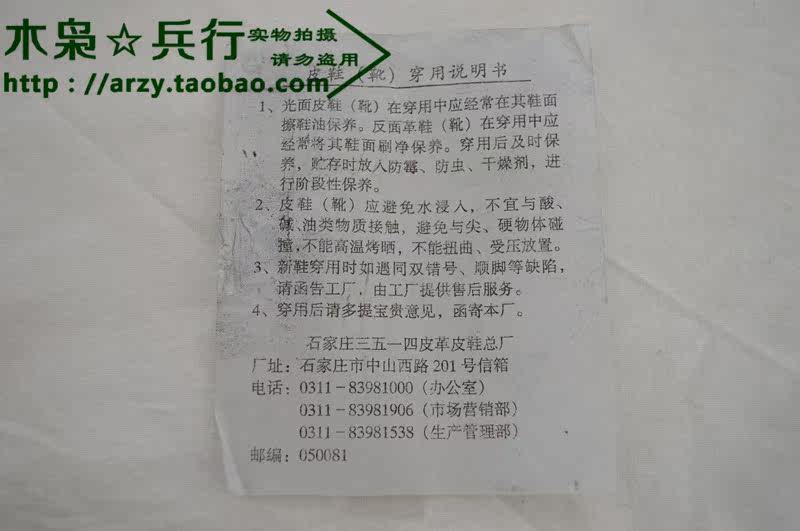 木枭☆兵行 实物拍摄
请勿盗用
http：//arzy.taobao.com
皮鞋（靴）穿用说明书
1、光面皮鞋（靴）在穿用中应经常在其鞋面
擦鞋油保养。反面革鞋（靴）在穿用中应
经常将其鞋面刷净保养。穿用后及时保
养，贮存时放入防霉、防虫、干燥剂，进
行阶段性保养。
2、皮鞋（靴）应避免水浸入，不宜与酸、
碱、油类物质接触，避免与尖、硬物体碰
撞，不能高温烤晒，不能扭曲、受压放置。
3、新鞋穿用时如遇同双错号、顺脚等缺陷，
请函告工厂，由工厂提供售后服务。
4、穿用后请多提宝贵意见，函寄本厂。
石家庄三五一四皮革皮鞋总厂
厂址：石家庄市中山西路201号信箱
电话：0311－83981000（办公室）
0311－83981906（市场营销部）
0311－83981538（生产管理部）
邮编：050081